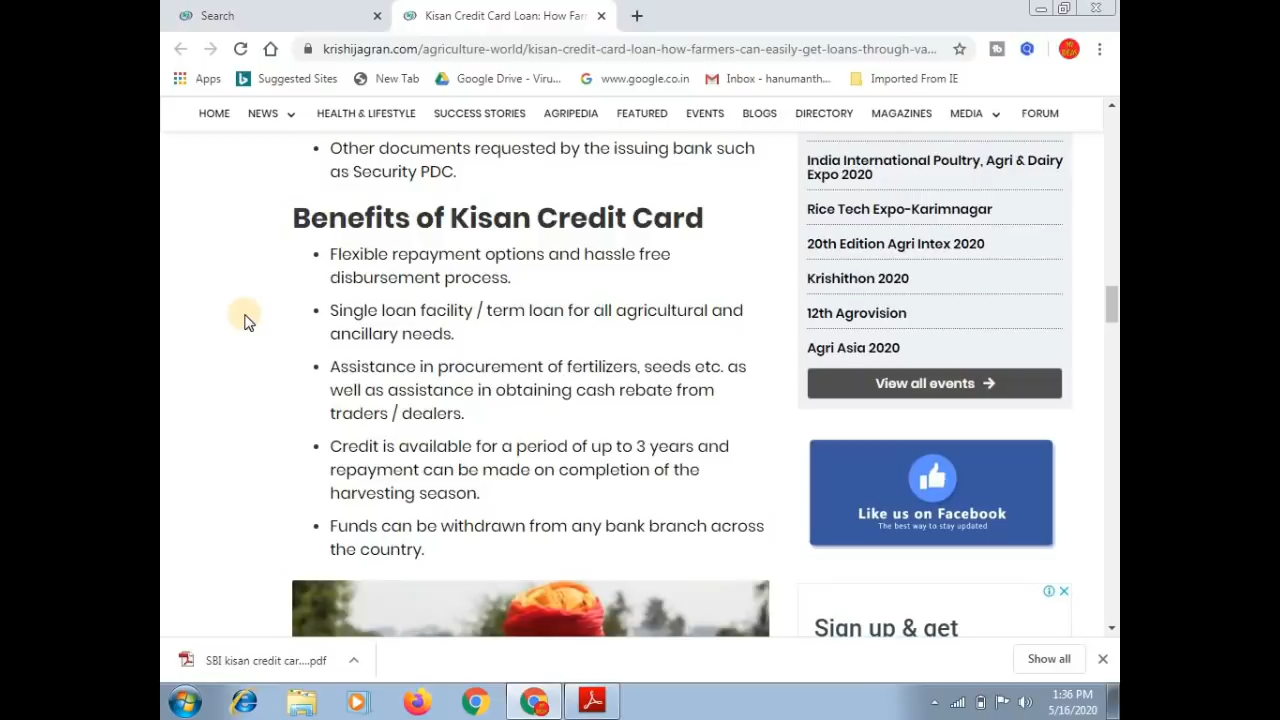 Search
Kisan Credit Card Loan: How Farm
krishijagran.com/agriculture-world/kisan-credit-card-loan-how-farmers-can-easily-get-loans-through-va...
Apps
Suggested Sites
New Tab
Google Drive - Viru...
www.google.co.in
Inbox - hanumanth...
Imported From IE
HOME NEWS HEALTH & LIFESTYLE SUCCESS STORIES AGRIPEDIA FEATURED EVENTS BLOGS DIRECTORY MAGAZINES MEDIA FORUM
• Other documents requested by the issuing bank such
as Security PDC.
Benefits of Kisan Credit Card
• Flexible repayment options and hassle free
disbursement process.
• Single loan facility / term loan for all agricultural and
ancillary needs.
• Assistance in procurement of fertilizers, seeds etc. as
well as assistance in obtaining cash rebate from
traders / dealers.
• Credit is available for a period of up to 3 years and
repayment can be made on completion of the
harvesting season.
• Funds can be withdrawn from any bank branch across
the country.
India International Poultry, Agri & Dairy
Expo 2020
Rice Tech Expo-Karimnagar
20th Edition Agri Intex 2020
Krishithon 2020
12th Agrovision
Agri Asia 2020
View all events →
Like us on Facebook
The best way to stay updated
Sign up & get
SBI kisan credit car....pdf
Show all
1:36 PM
5/16/2020